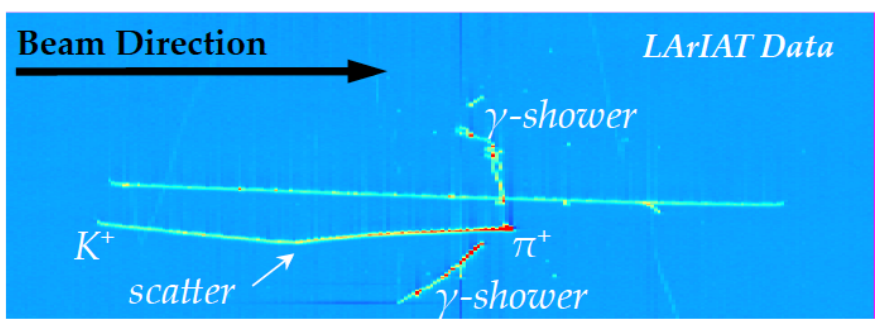 Beam Direction
LArIAT Data
γ-shower
K⁺
π⁺
scatter
γ-shower